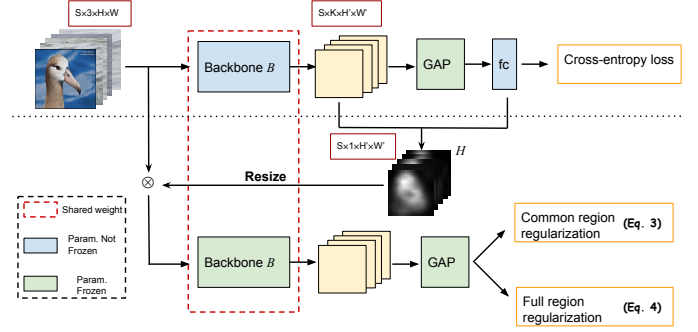 S×3×H×W
S×K×H'×W'
Backbone B
GAP
fc
Cross-entropy loss
S×1×H'×W'
H
Resize
⊗
Shared weight
Param. Not
Frozen
Param.
Frozen
Backbone B
GAP
Common region
regularization (Eq. 3)
Full region
regularization (Eq. 4)